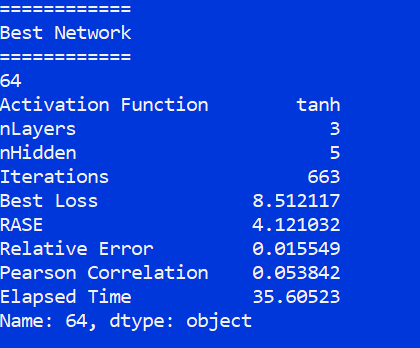 ============
Best Network
============
64
Activation Function        tanh
nLayers                       3
nHidden                       5
Iterations                  663
Best Loss              8.512117
RASE                   4.121032
Relative Error         0.015549
Pearson Correlation    0.053842
Elapsed Time           35.60523
Name: 64, dtype: object